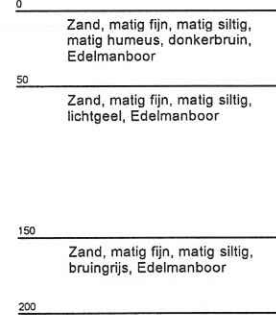 0
Zand, matig fijn, matig siltig,
matig humeus, donkerbruin,
Edelmanboor
50
Zand, matig fijn, matig siltig,
lichtgeel, Edelmanboor
150
Zand, matig fijn, matig siltig,
bruingrijs, Edelmanboor
200